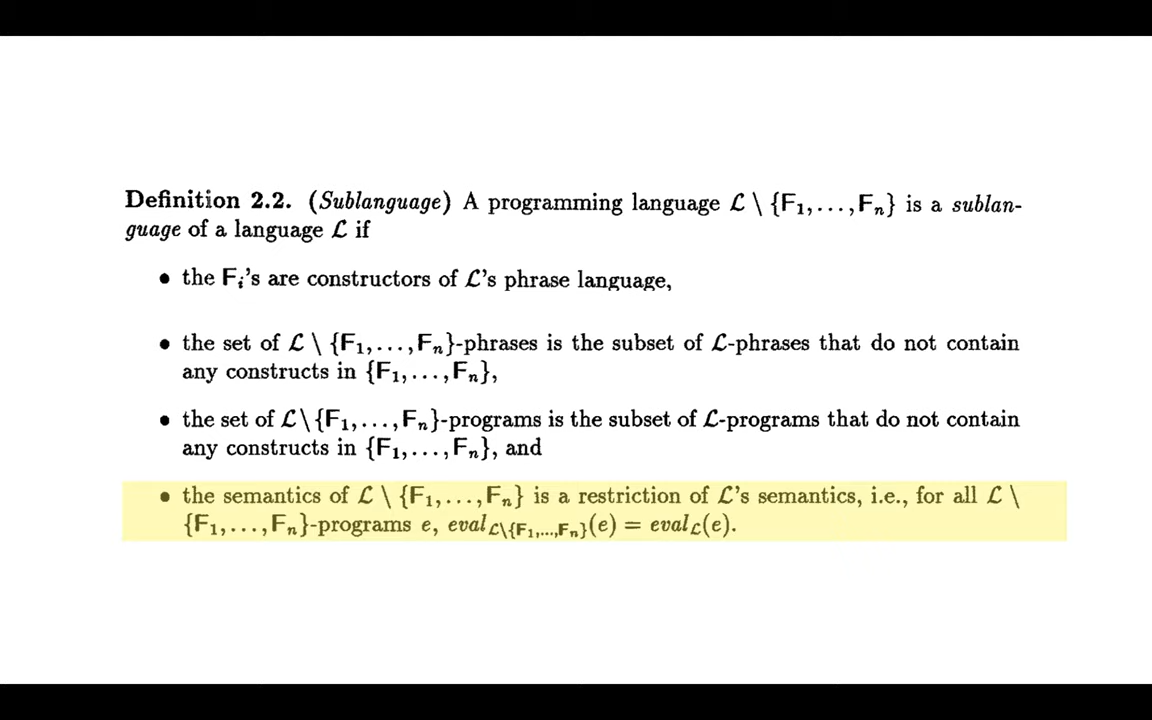 Definition 2.2. (Sublanguage) A programming language ℒ \ {F₁,...,Fₙ} is a sublan-
guage of a language ℒ if
• the Fᵢ's are constructors of ℒ's phrase language,
• the set of ℒ \ {F₁,...,Fₙ}-phrases is the subset of ℒ-phrases that do not contain
any constructs in {F₁,...,Fₙ},
• the set of ℒ\{F₁,...,Fₙ}-programs is the subset of ℒ-programs that do not contain
any constructs in {F₁,...,Fₙ}, and
• the semantics of ℒ \ {F₁,...,Fₙ} is a restriction of ℒ's semantics, i.e., for all ℒ \
{F₁,...,Fₙ}-programs e, eval_ℒ\{F₁,...,Fₙ}(e) = eval_ℒ(e).